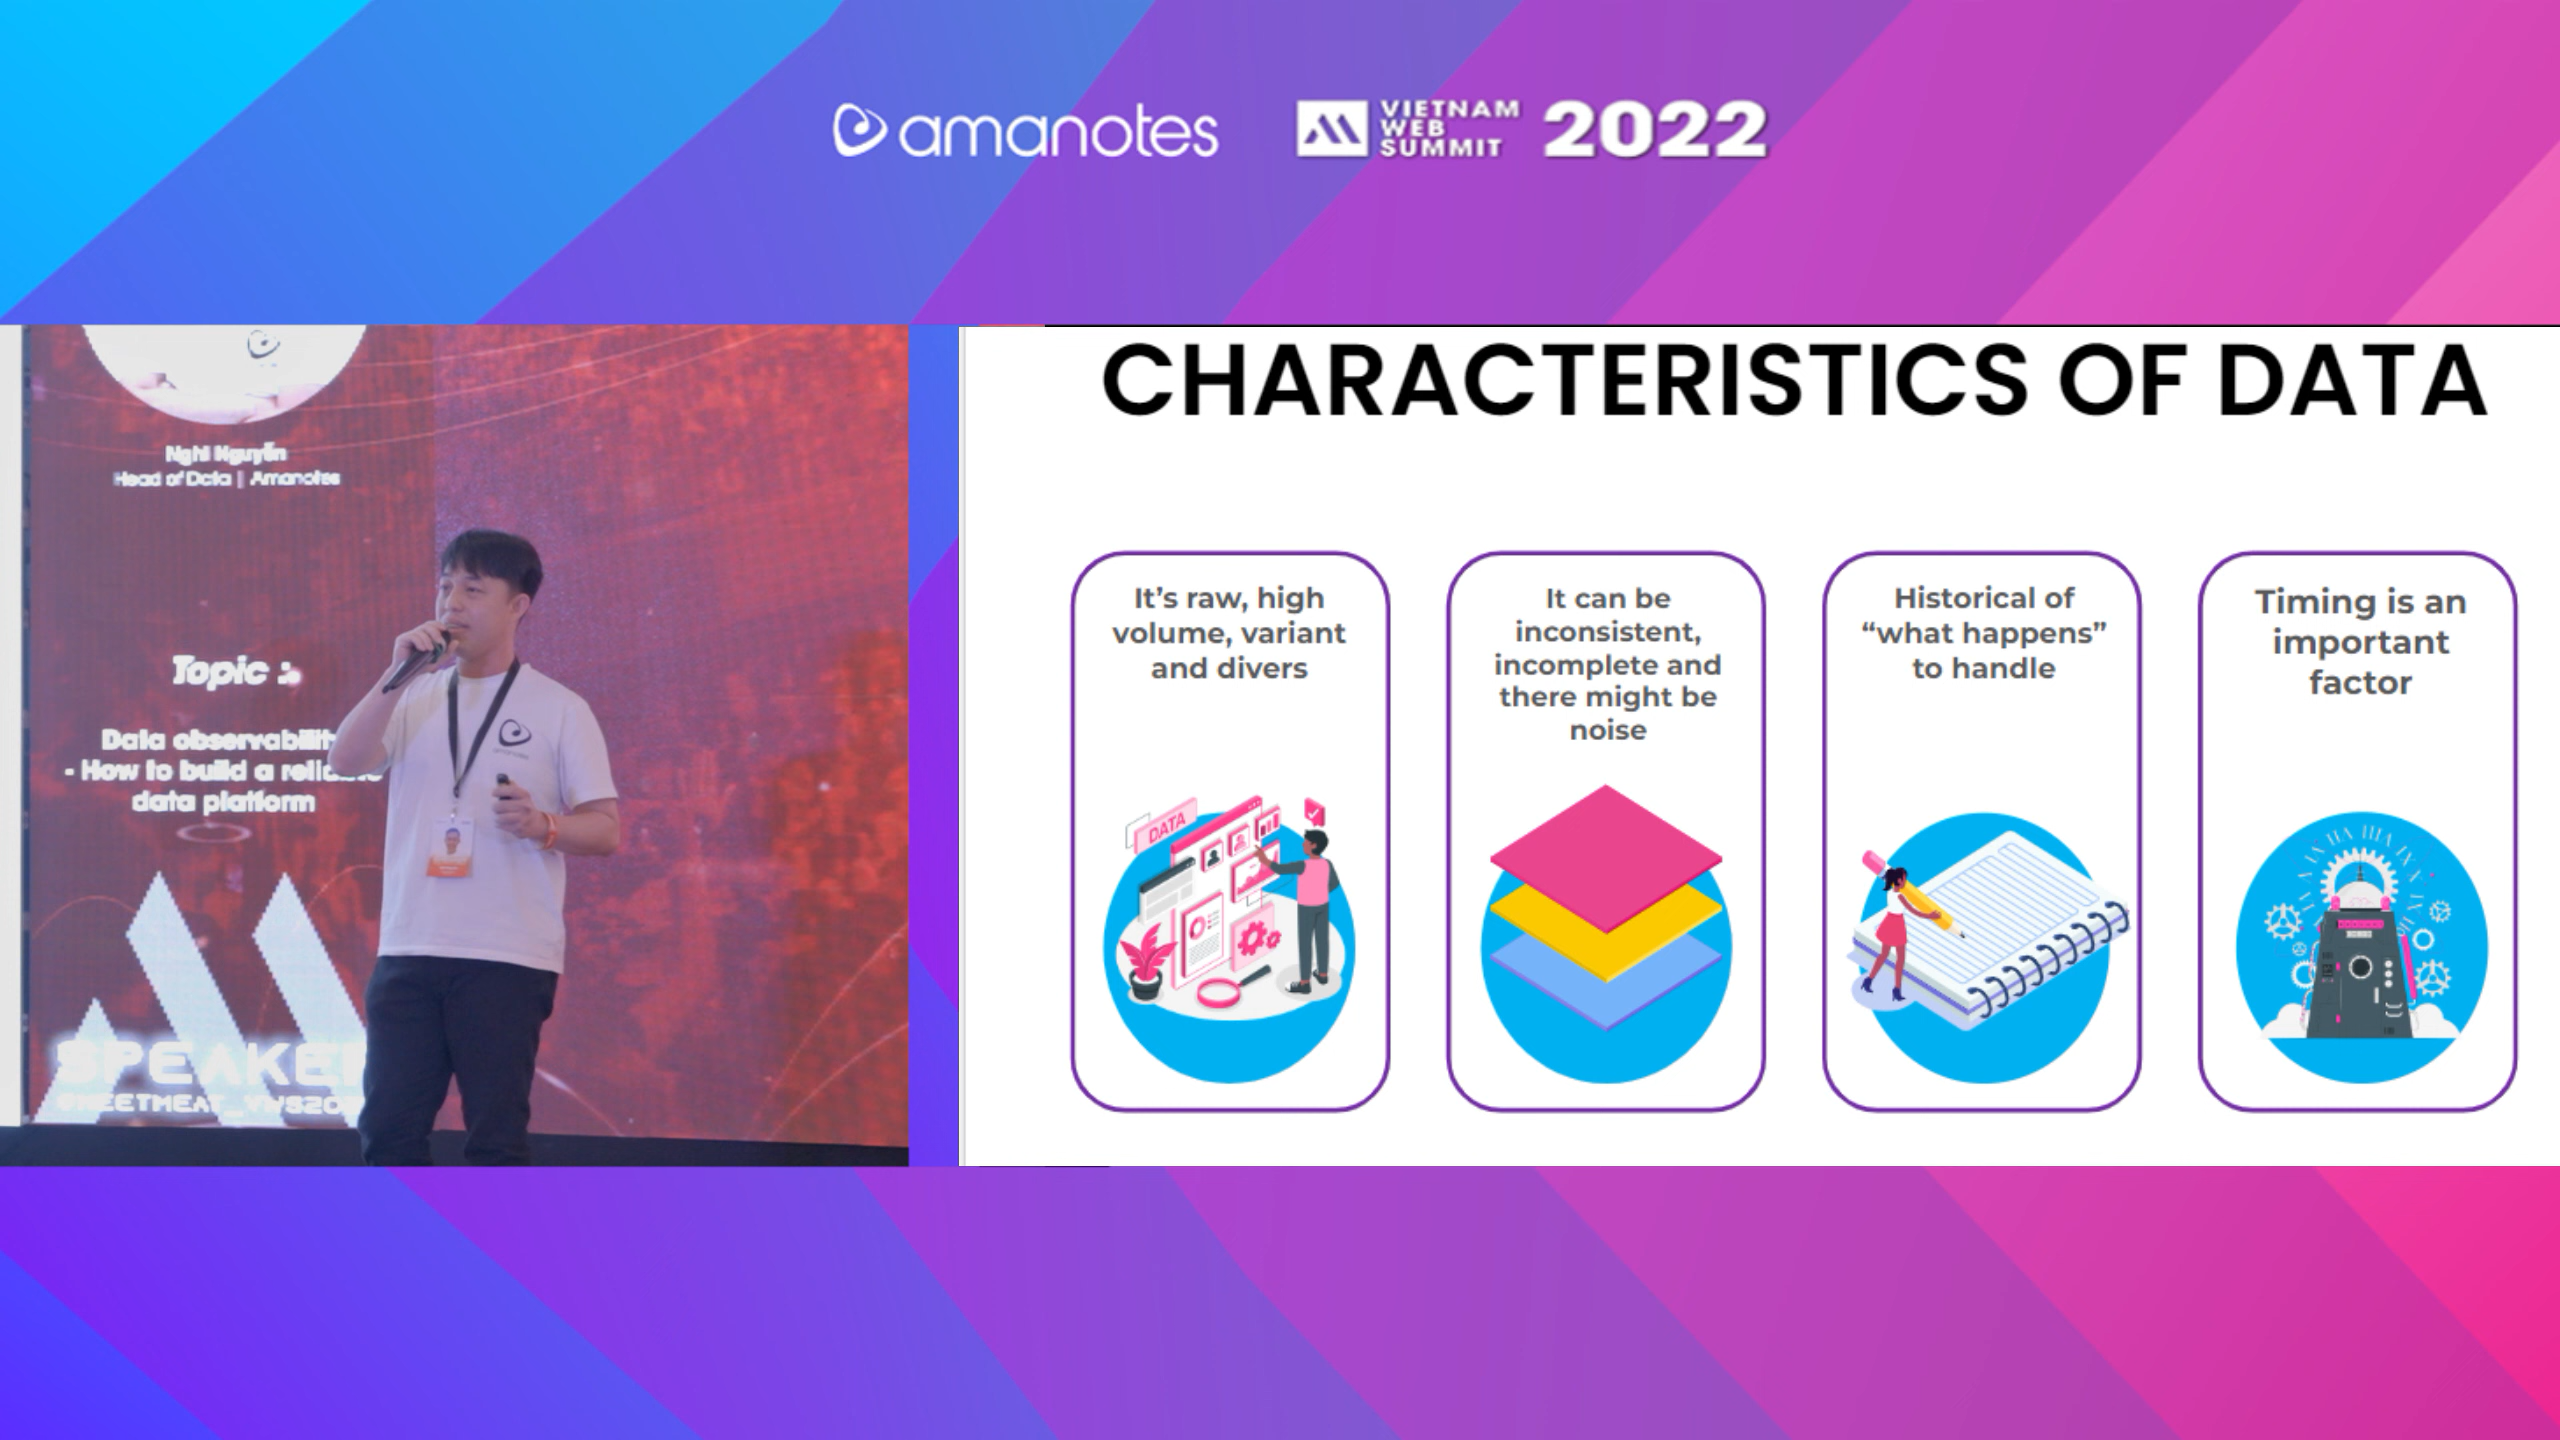 amanotes
VIETNAM
WEB
SUMMIT
2022
Nghi Nguyễn
Head of Data | Amanotes
Topic :
Data observabilit
- How to build a
data platform
SPEAKE
amanotes
CHARACTERISTICS OF DATA
It’s raw, high
volume, variant
and divers
It can be
inconsistent,
incomplete and
there might be
noise
Historical of
“what happens”
to handle
Timing is an
important
factor
DATA